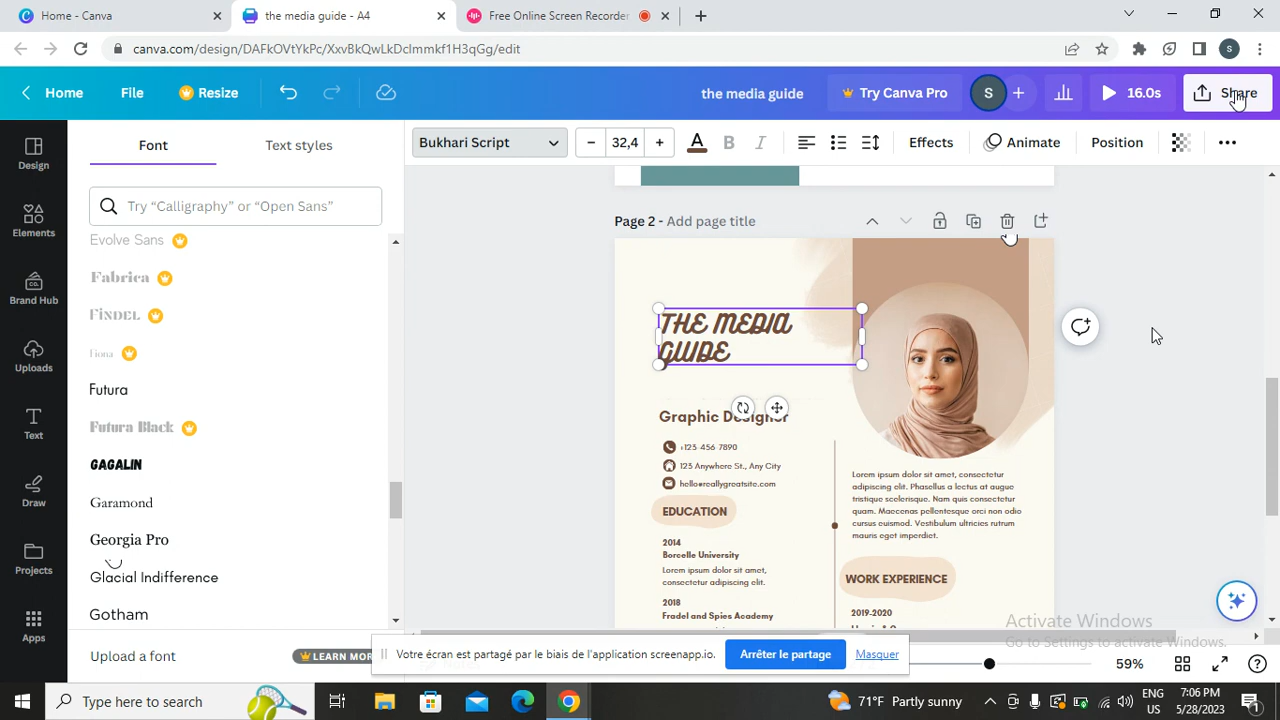 Home - Canva
the media guide - A4
Free Online Screen Recorder
canva.com/design/DAFkOVtYkPc/XxvBkQwLkDclmmkf1H3qGg/edit
S
Home
File
Resize
the media guide
Try Canva Pro
S
16.0s
Share
Font
Text styles
Bukhari Script
32,4
A
B
I
Effects
Animate
Position
Try “Calligraphy” or “Open Sans”
Design
Elements
Brand Hub
Uploads
Text
Draw
Projects
Apps
Evolve Sans
Fabrica
FINDEL
Fiona
Futura
Futura Black
GAGALIN
Garamond
Georgia Pro
Glacial Indifference
Gotham
Upload a font
LEARN MOR
Page 2 - Add page title
THE MEDIA
GUIDE
Graphic Designer
+123-456-7890
123 Anywhere St., Any City
hello@reallygreatsite.com
EDUCATION
2014
Borcelle University
Lorem ipsum dolor sit amet,
consectetur adipiscing elit.
2018
Fradel and Spies Academy
Lorem ipsum dolor sit amet, consectetur
adipiscing elit. Phasellus a lectus at augue
tristique scelerisque. Nam quis consectetur
quam. Maecenas pellentesque orci non odio
cursus euismod. Vestibulum ultricies rutrum
mauris eget imperdiet.
WORK EXPERIENCE
2019-2020
Votre écran est partagé par le biais de l'application screenapp.io.
Arrêter le partage
Masquer
Activate Windows
Go to Settings to activate Windows.
59%
Type here to search
71°F Partly sunny
ENG
US
7:06 PM
5/28/2023
1